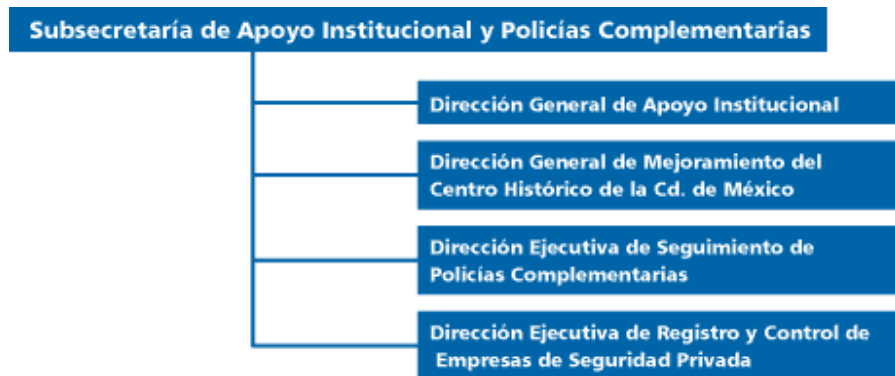 Subsecretaría de Apoyo Institucional y Policías Complementarias
Dirección General de Apoyo Institucional
Dirección General de Mejoramiento del
Centro Histórico de la Cd. de México
Dirección Ejecutiva de Seguimiento de
Policías Complementarias
Dirección Ejecutiva de Registro y Control de
Empresas de Seguridad Privada